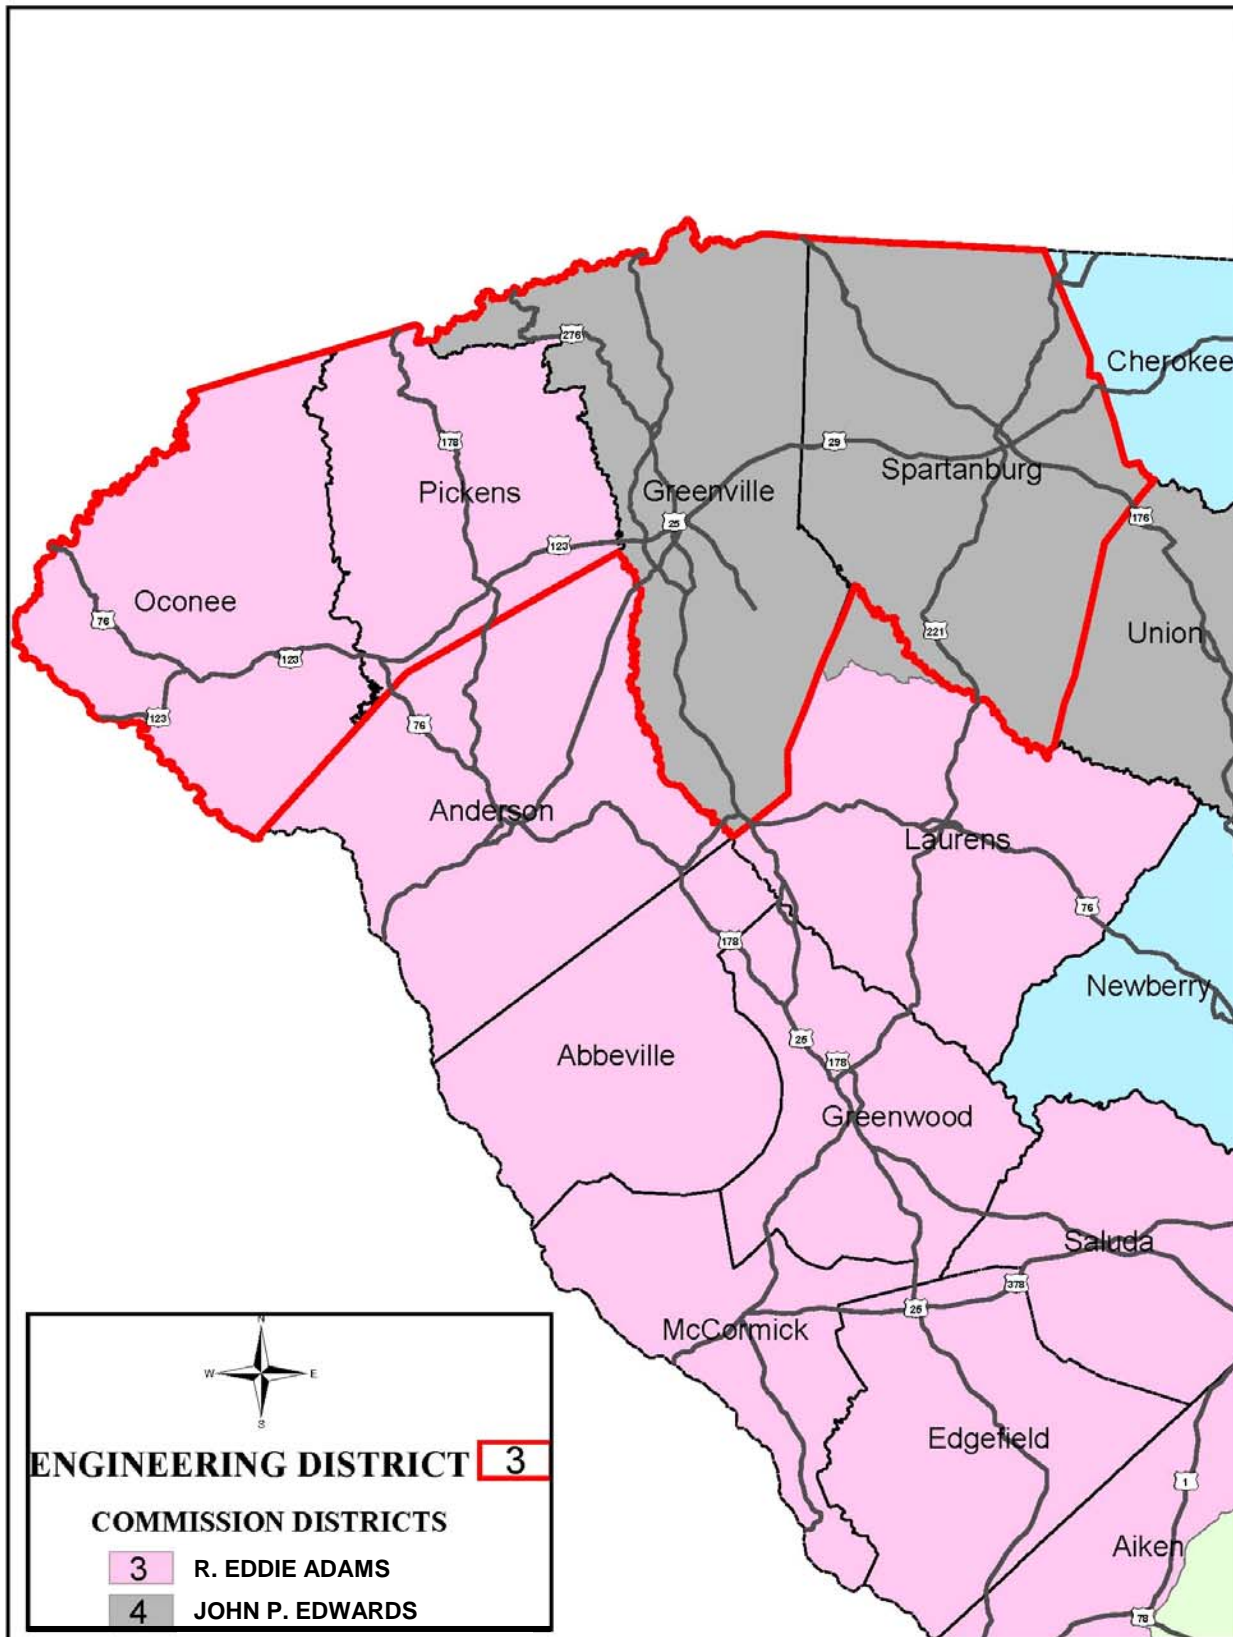 276
Cherokee
178
29
Spartanburg
Pickens
Greenville
176
25
123
Oconee
76
221
Union
123
123
76
Anderson
Laurens
76
178
Newberry
25
Abbeville
178
Greenwood
Saluda
378
25
McCormick
Edgefield
1
Aiken
78
N
W E
S
ENGINEERING DISTRICT 3
COMMISSION DISTRICTS
3 R. EDDIE ADAMS
4 JOHN P. EDWARDS